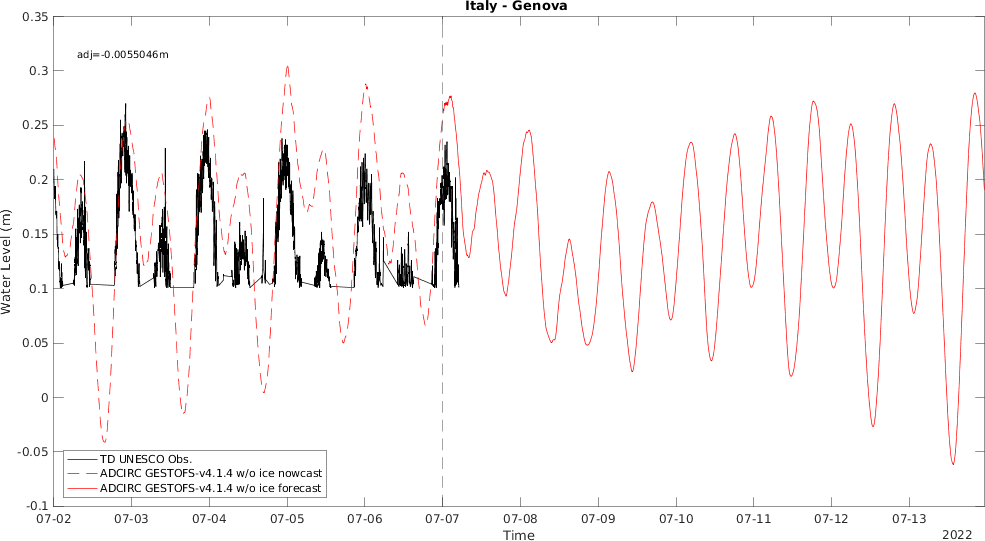 Italy - Genova
adj=-0.0055046m
0.35
0.3
0.25
0.2
0.15
0.1
0.05
0
-0.05
-0.1
Water Level (m)
TD UNESCO Obs.
ADCIRC GESTOFS-v4.1.4 w/o ice nowcast
ADCIRC GESTOFS-v4.1.4 w/o ice forecast
07-02 07-03 07-04 07-05 07-06 07-07 07-08 07-09 07-10 07-11 07-12 07-13
Time
2022